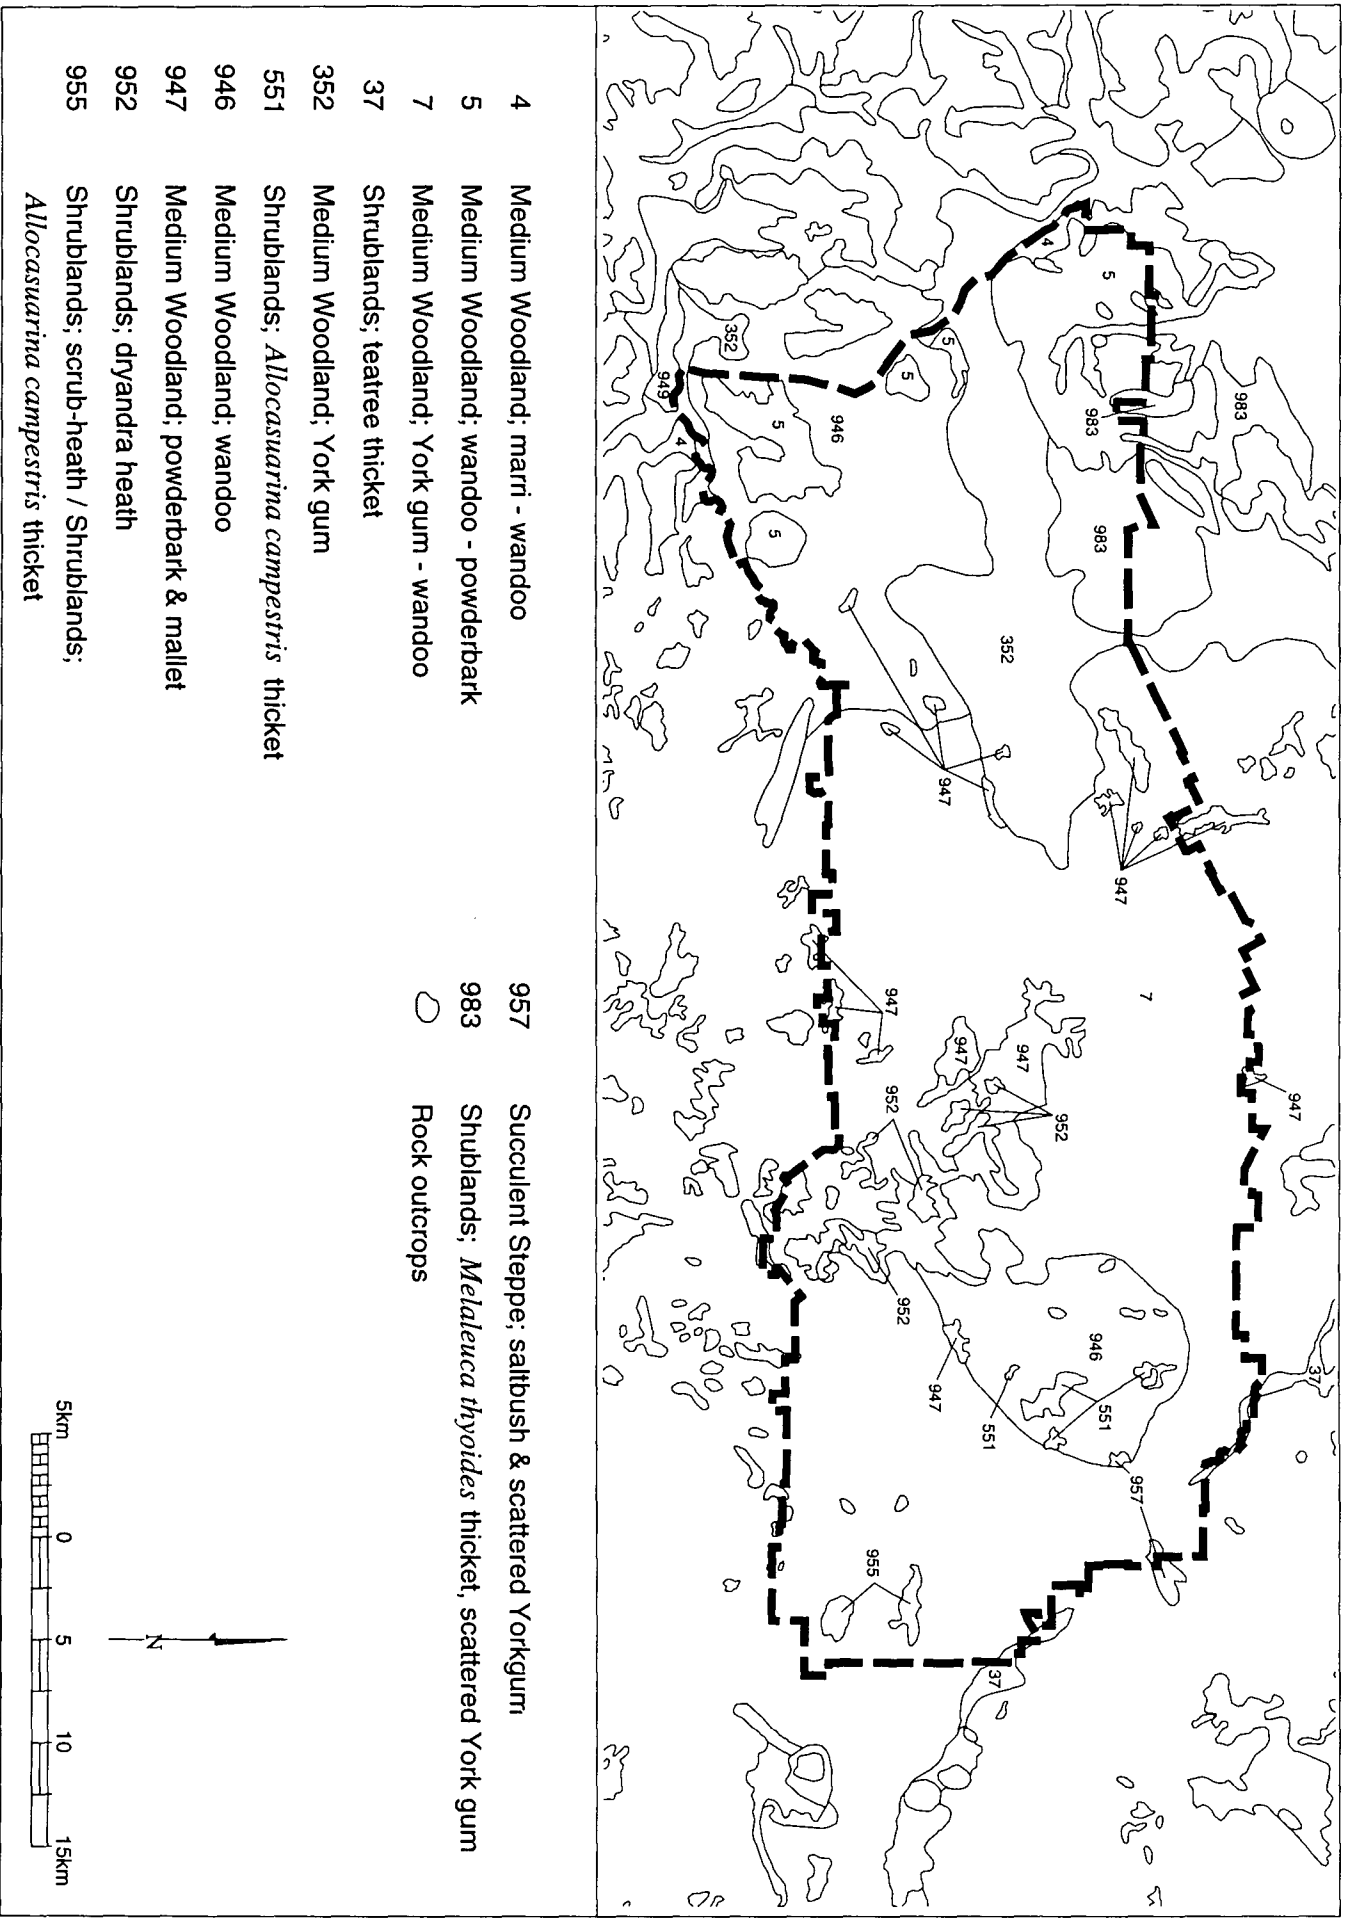 983
5
4
983
983
5
5
946
352
5
949
4
5
352
947
947
7
947
947
947
947
952
952
952
37
946
551
551
947
957
955
37
4 Medium Woodland; marri - wandoo
5 Medium Woodland; wandoo - powderbark
7 Medium Woodland; York gum - wandoo
37 Shrublands; teatree thicket
352 Medium Woodland; York gum
551 Shrublands; Allocasuarina campestris thicket
946 Medium Woodland; wandoo
947 Medium Woodland; powderbark & mallet
952 Shrublands; dryandra heath
955 Shrublands; scrub-heath / Shrublands;
Allocasuarina campestris thicket
957 Succulent Steppe; saltbush & scattered Yorkgum
983 Shublands; Melaleuca thyoides thicket, scattered York gum
Rock outcrops
N
5km 0 5 10 15km